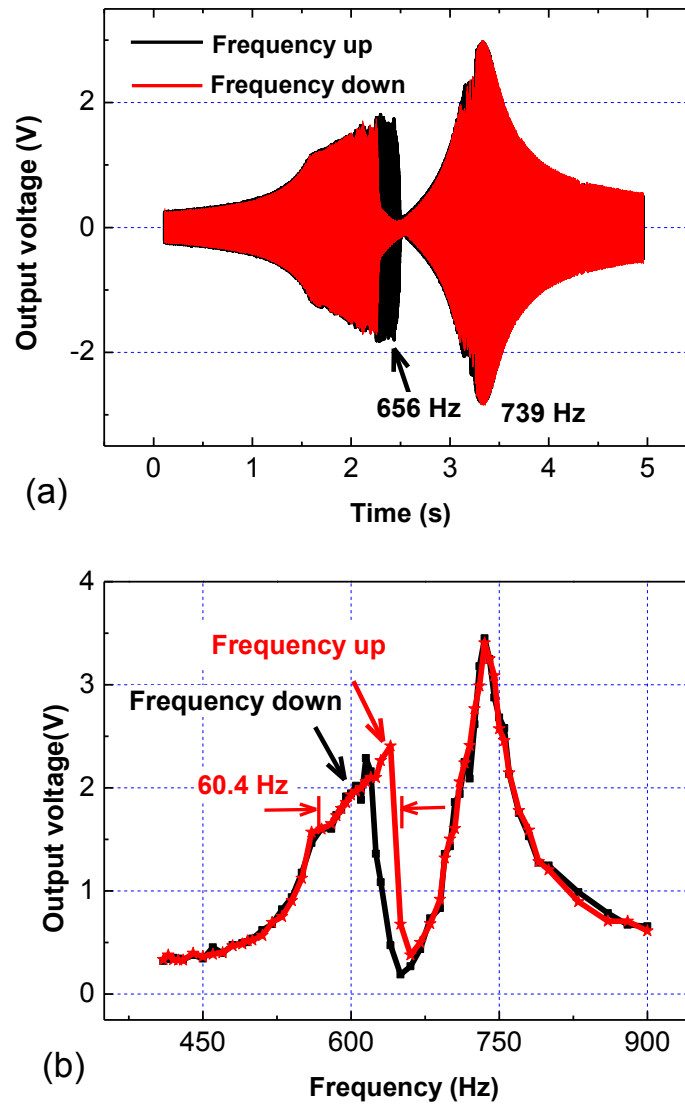 Frequency up
Frequency down
2
0
-2
Output voltage (V)
656 Hz
739 Hz
0 1 2 3 4 5
(a)
Time (s)
4
3
2
1
0
Output voltage(V)
Frequency up
Frequency down
60.4 Hz
450 600 750 900
(b)
Frequency (Hz)